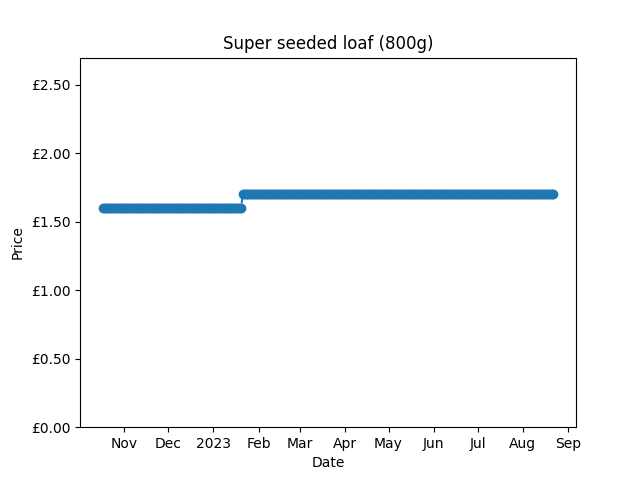 Super seeded loaf (800g)
£2.50
£2.00
£1.50
£1.00
£0.50
£0.00
Price
Nov Dec 2023 Feb Mar Apr May Jun Jul Aug Sep
Date